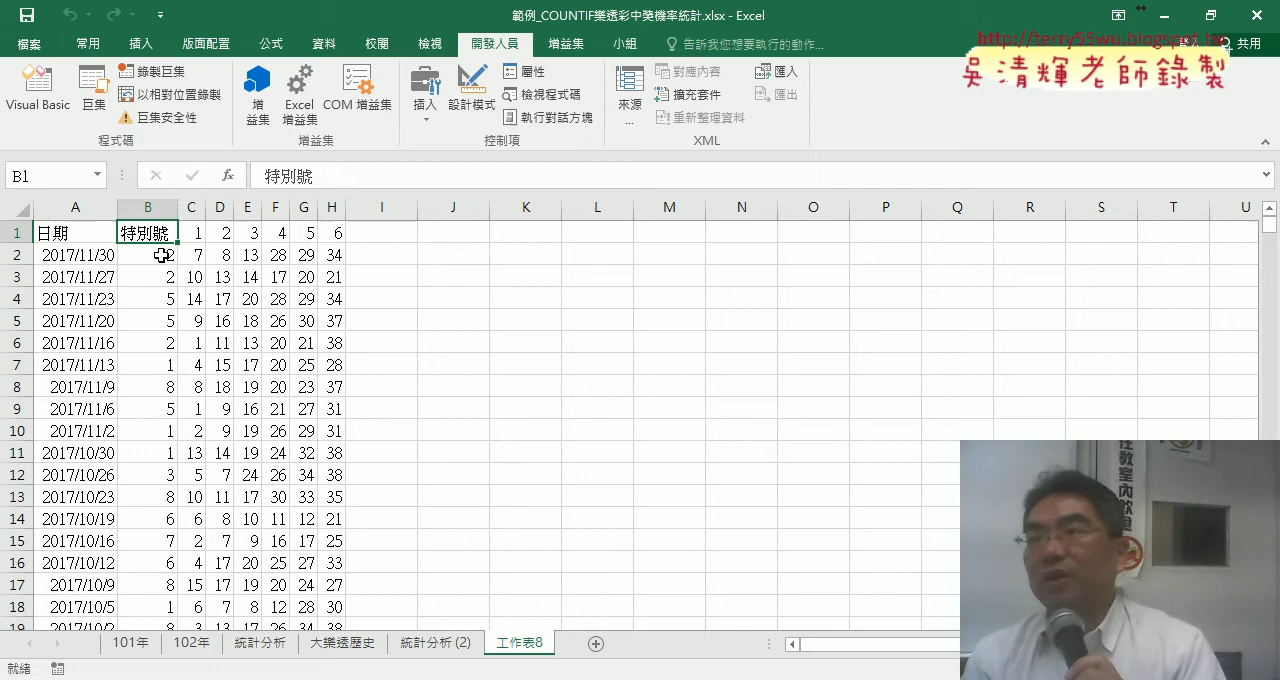 範例_COUNTIF樂透彩中獎機率統計.xlsx - Excel
檔案 常用 插入 版面配置 公式 資料 校閱 檢視 開發人員 增益集 小組 告訴我您想要執行的動作... 共用
http://terry55wu.blogspot.tw
吳清輝老師錄製
Visual Basic 巨集 錄製巨集 以相對位置錄製 巨集安全性
增益集 Excel 增益集 COM 增益集
插入 設計模式 屬性 檢視程式碼 執行對話方塊
來源... 對應內容 擴充套件 重新整理資料 匯入 匯出
程式碼 增益集 控制項 XML
B1 fx 特別號
A B C D E F G H I J K L M N O P Q R S T U
1 日期 特別號 1 2 3 4 5 6
2 2017/11/30 2 7 8 13 28 29 34
3 2017/11/27 2 10 13 14 17 20 21
4 2017/11/23 5 14 17 20 28 29 34
5 2017/11/20 5 9 16 18 26 30 37
6 2017/11/16 2 1 11 13 20 21 38
7 2017/11/13 1 4 15 17 20 25 28
8 2017/11/9 8 8 18 19 20 23 37
9 2017/11/6 5 1 9 16 21 27 31
10 2017/11/2 1 2 9 19 26 29 31
11 2017/10/30 1 13 14 19 24 32 38
12 2017/10/26 3 5 7 24 26 34 38
13 2017/10/23 8 10 11 17 30 33 35
14 2017/10/19 6 6 8 10 11 12 21
15 2017/10/16 7 2 7 9 16 17 25
16 2017/10/12 6 4 17 20 25 27 33
17 2017/10/9 8 15 17 19 20 24 27
18 2017/10/5 1 6 7 8 12 28 30
19 2017/10/2 8 3 13 17 26 34 38
101年 102年 統計分析 大樂透歷史 統計分析 (2) 工作表8
就緒